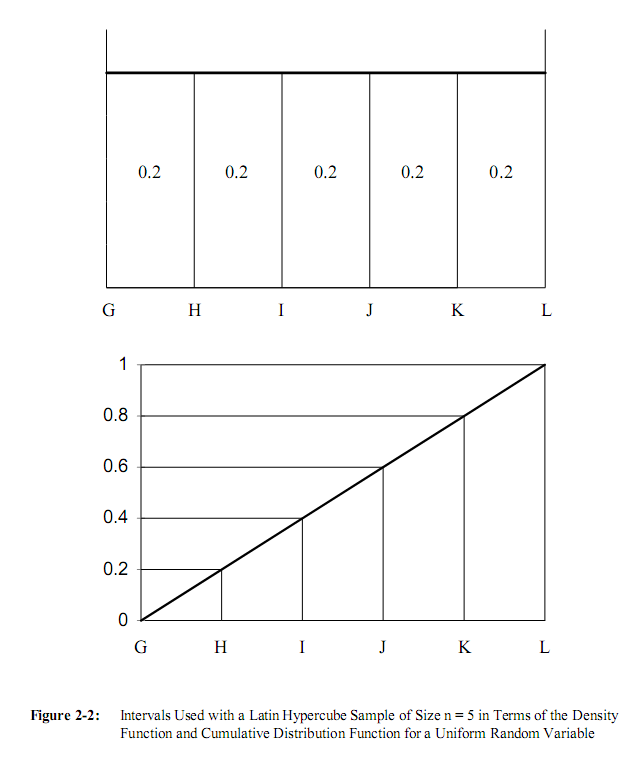 0.2 0.2 0.2 0.2 0.2
G H I J K L
1
0.8
0.6
0.4
0.2
0
G H I J K L
Figure 2-2: Intervals Used with a Latin Hypercube Sample of Size n = 5 in Terms of the Density
Function and Cumulative Distribution Function for a Uniform Random Variable